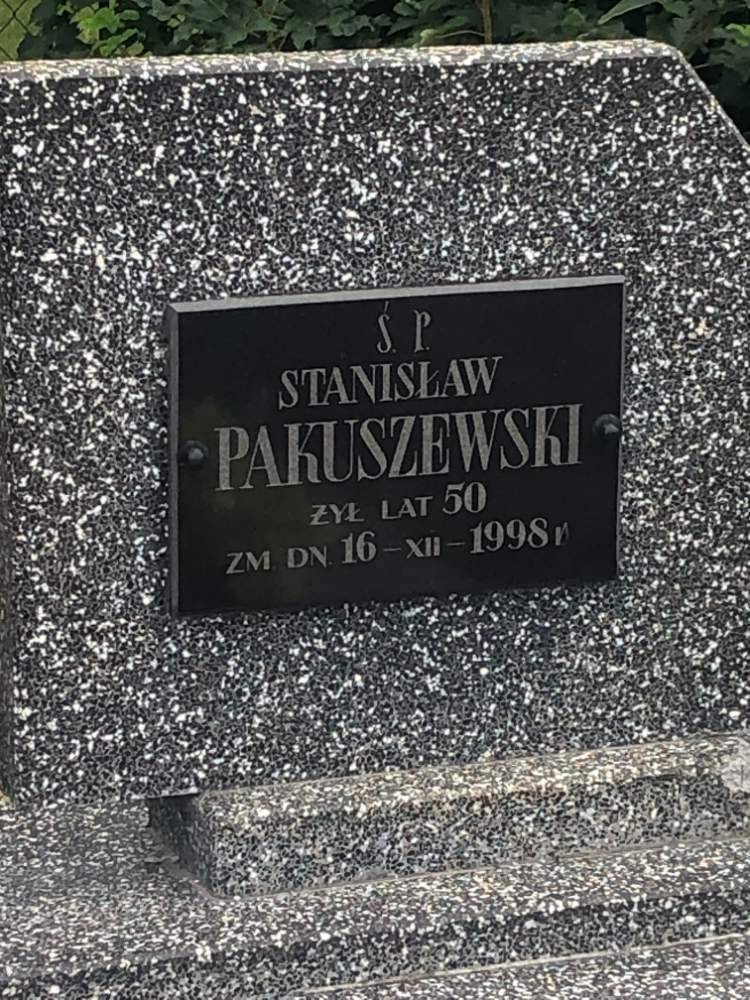 Ś. P.
STANISŁAW
PAKUSZEWSKI
ŻYŁ LAT 50
ZM DN. 16 - XII - 1998 r